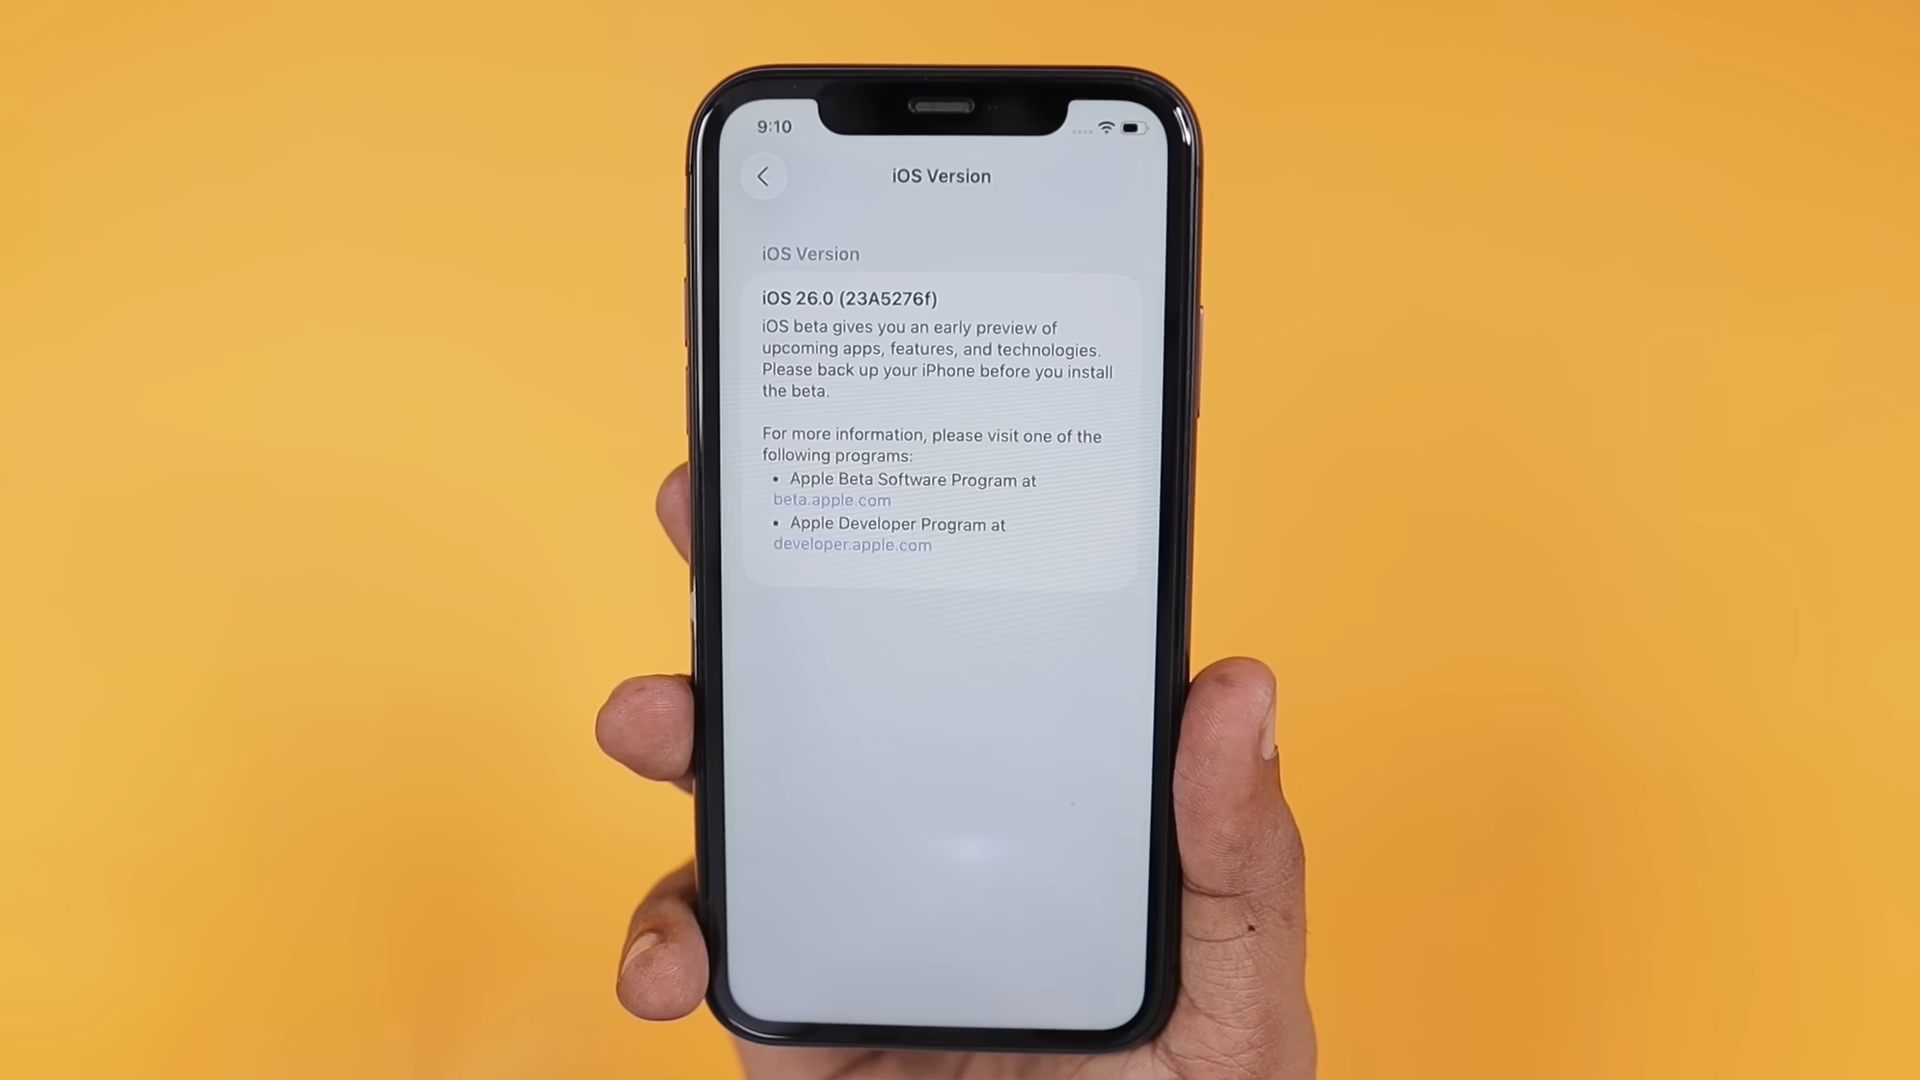 9:10
iOS Version
iOS Version
iOS 26.0 (23A5276f)
iOS beta gives you an early preview of
upcoming apps, features, and technologies.
Please back up your iPhone before you install
the beta.
For more information, please visit one of the
following programs:
• Apple Beta Software Program at
beta.apple.com
• Apple Developer Program at
developer.apple.com